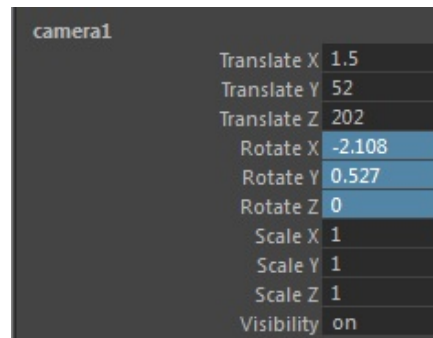 camera1
Translate X 1.5
Translate Y 52
Translate Z 202
Rotate X -2.108
Rotate Y 0.527
Rotate Z 0
Scale X 1
Scale Y 1
Scale Z 1
Visibility on